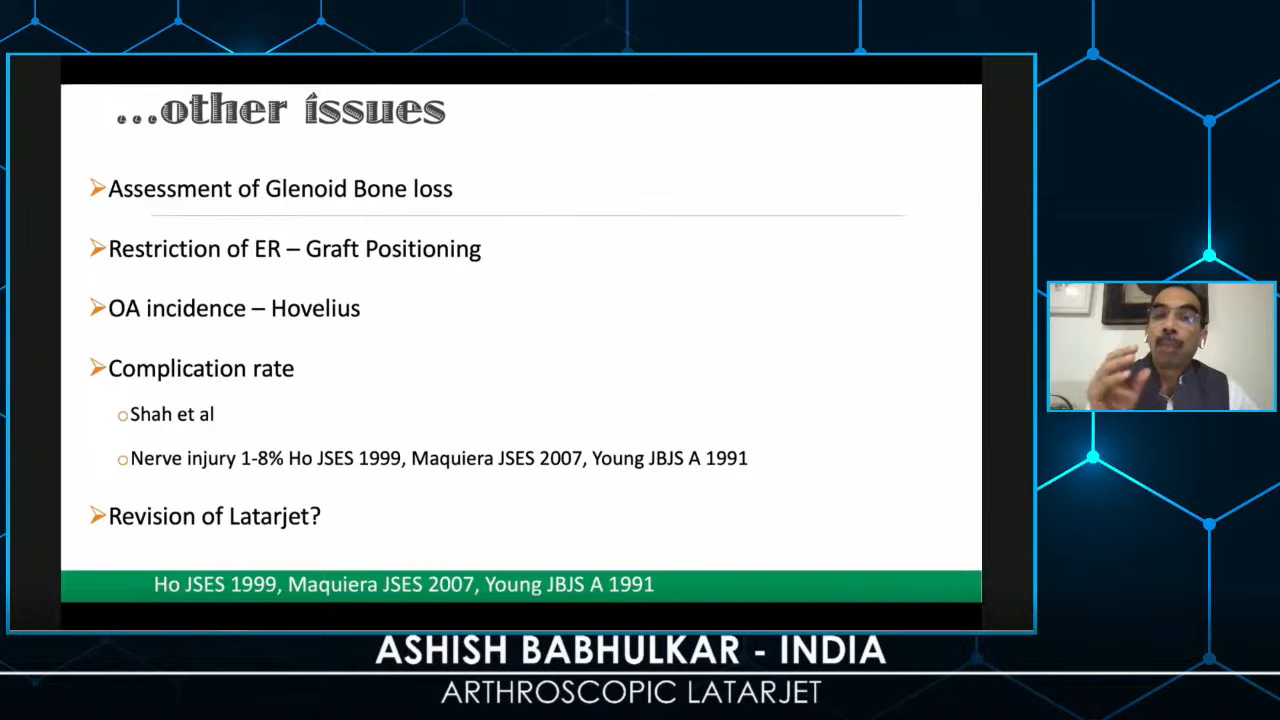 ...other íssues
Assessment of Glenoid Bone loss
Restriction of ER – Graft Positioning
OA incidence – Hovelius
Complication rate
Shah et al
Nerve injury 1-8% Ho JSES 1999, Maquiera JSES 2007, Young JBJS A 1991
Revision of Latarjet?
Ho JSES 1999, Maquiera JSES 2007, Young JBJS A 1991
ASHISH BABHULKAR - INDIA
ARTHROSCOPIC LATARJET